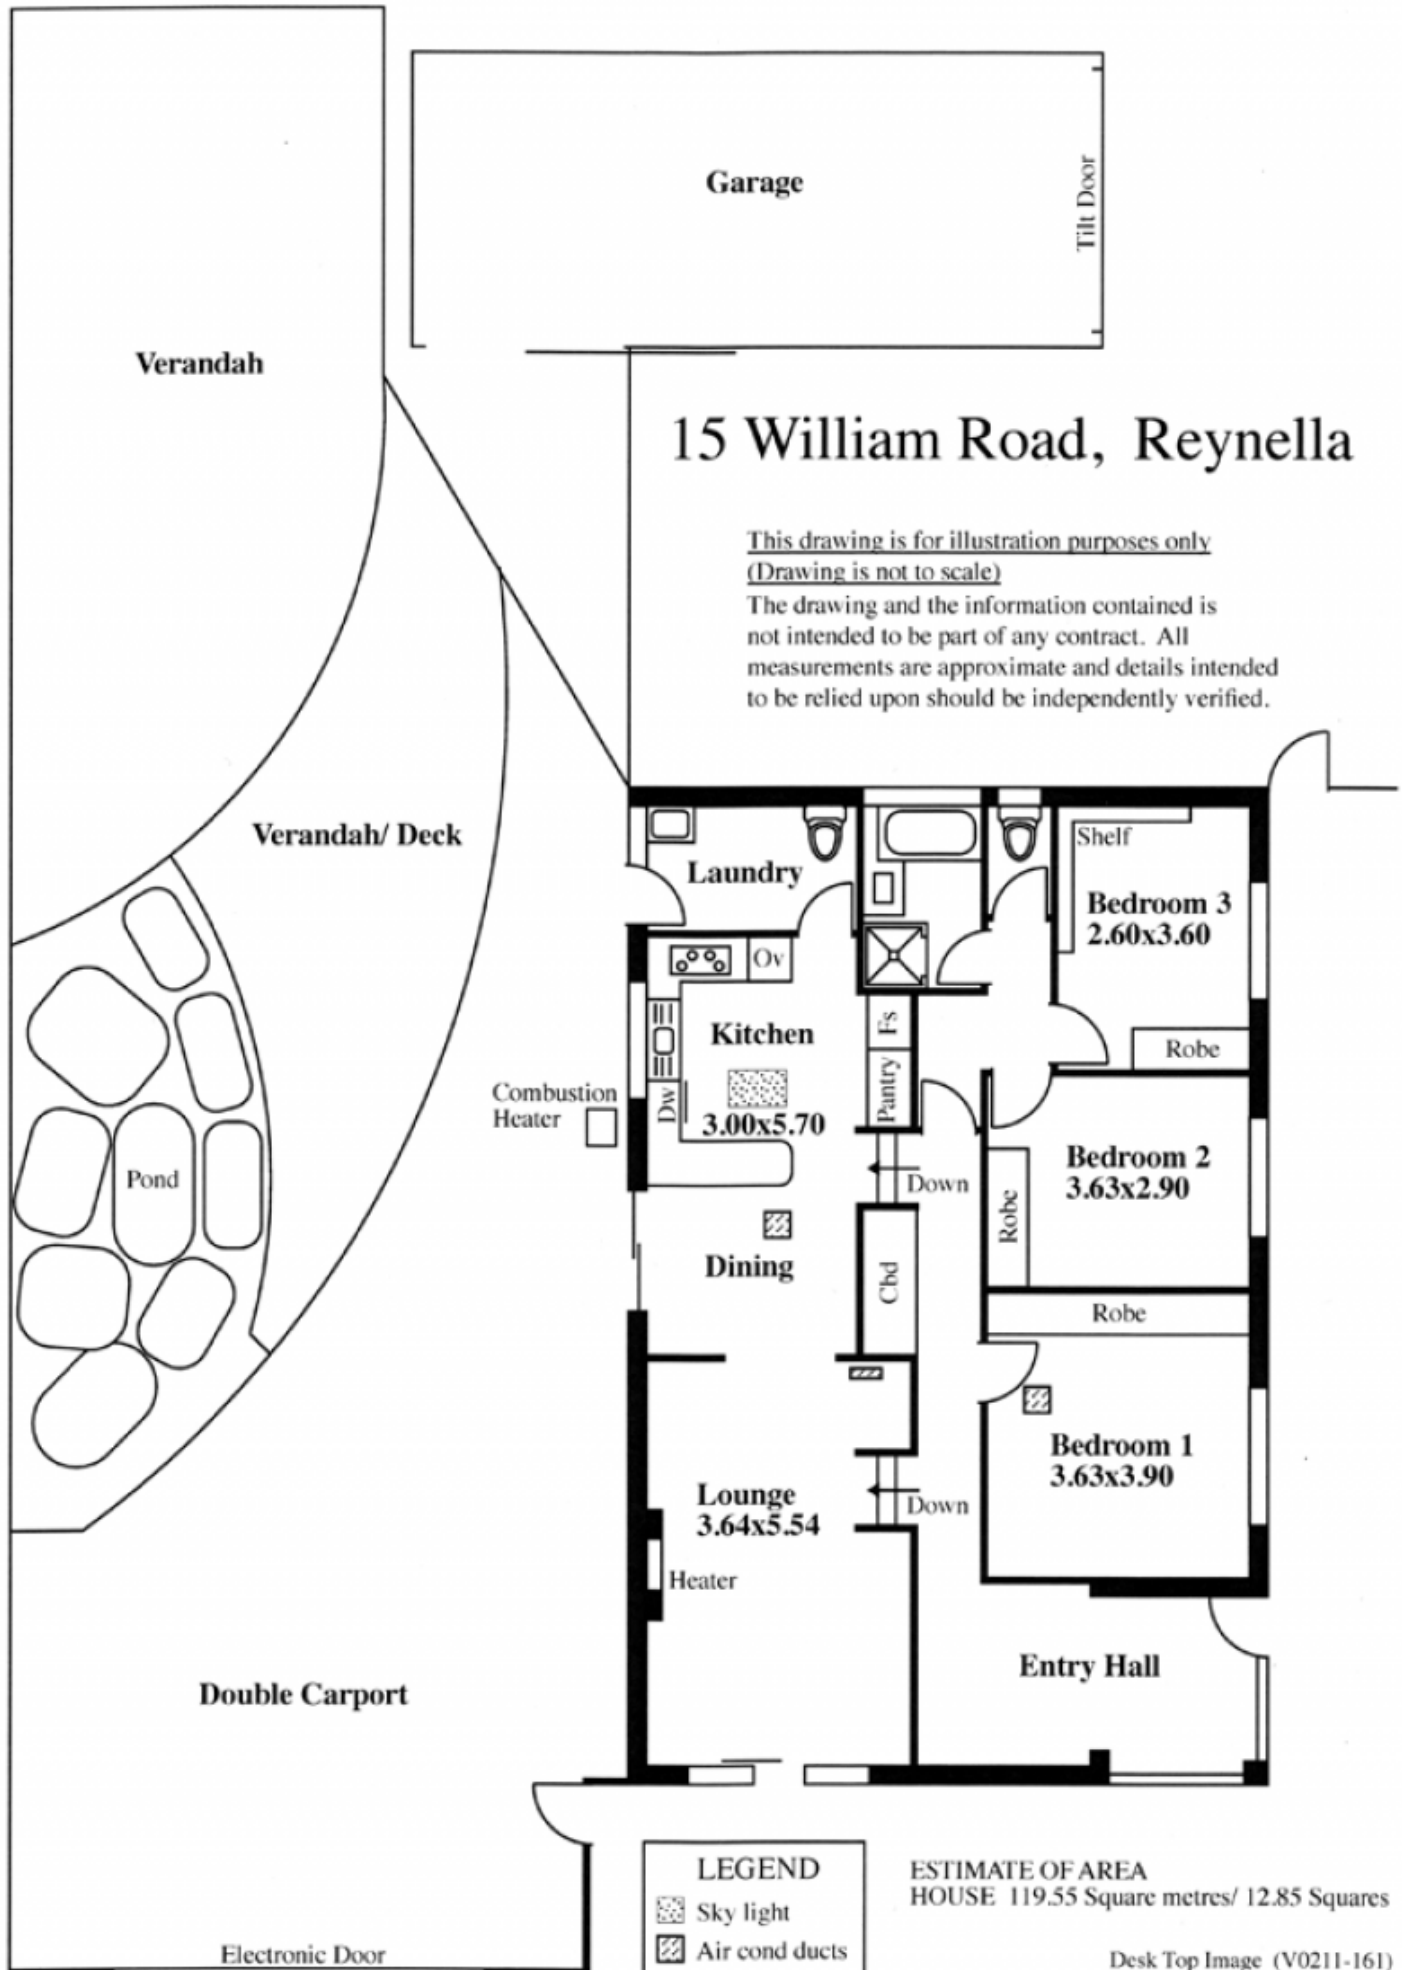 Garage
Tilt Door
Verandah
15 William Road, Reynella
This drawing is for illustration purposes only
(Drawing is not to scale)
The drawing and the information contained is
not intended to be part of any contract. All
measurements are approximate and details intended
to be relied upon should be independently verified.
Verandah/ Deck
Laundry
Shelf
Bedroom 3
2.60x3.60
Ov
Kitchen
Fs
Robe
Combustion
Heater
Dw
Pantry
3.00x5.70
Pond
Down
Bedroom 2
3.63x2.90
Robe
Dining
Cbd
Robe
Bedroom 1
3.63x3.90
Lounge
3.64x5.54
Down
Heater
Entry Hall
Double Carport
LEGEND
Sky light
Air cond ducts
ESTIMATE OF AREA
HOUSE 119.55 Square metres/ 12.85 Squares
Electronic Door
Desk Top Image (V0211-161)